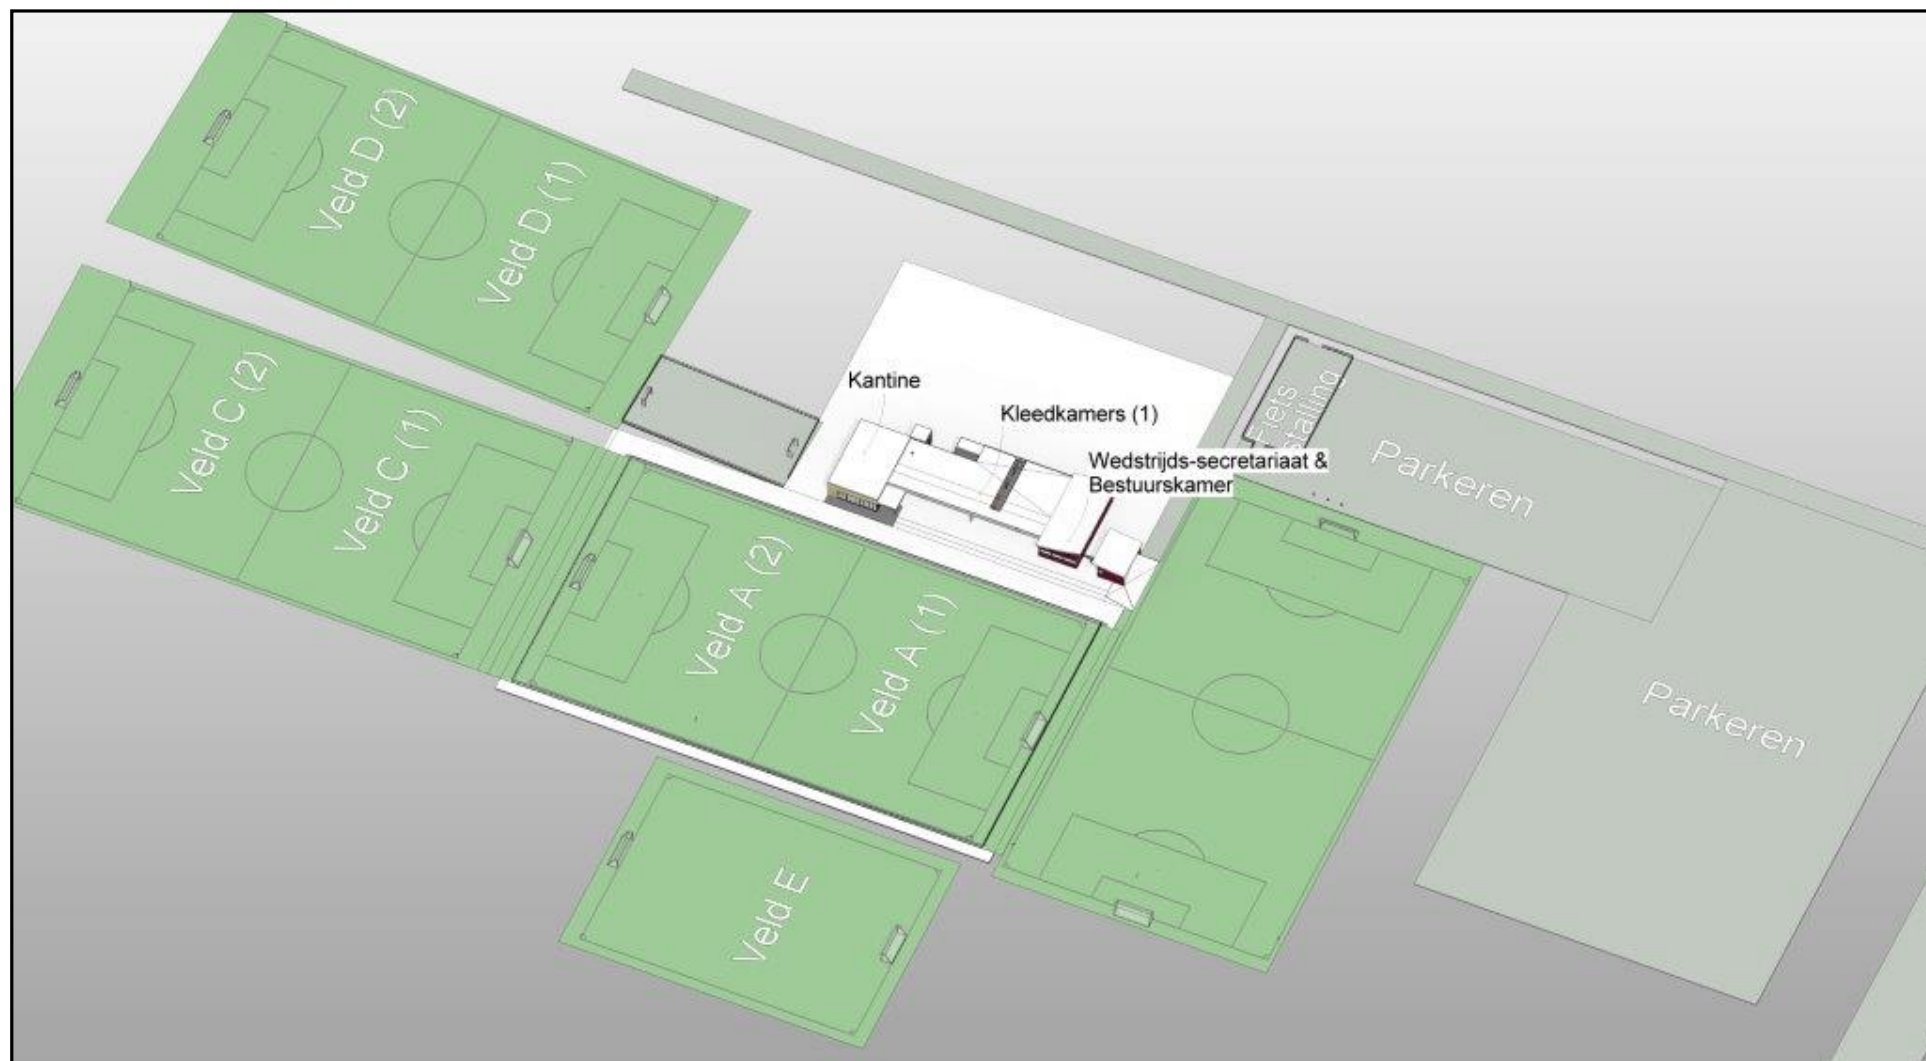 Veld D (2)
Veld D (1)
Veld C (2)
Veld C (1)
Kantine
Kleedkamers (1)
Wedstrijds-secretariaat &
Bestuurskamer
Fiets
stalling
Parkeren
Parkeren
Veld A (2)
Veld A (1)
Veld E